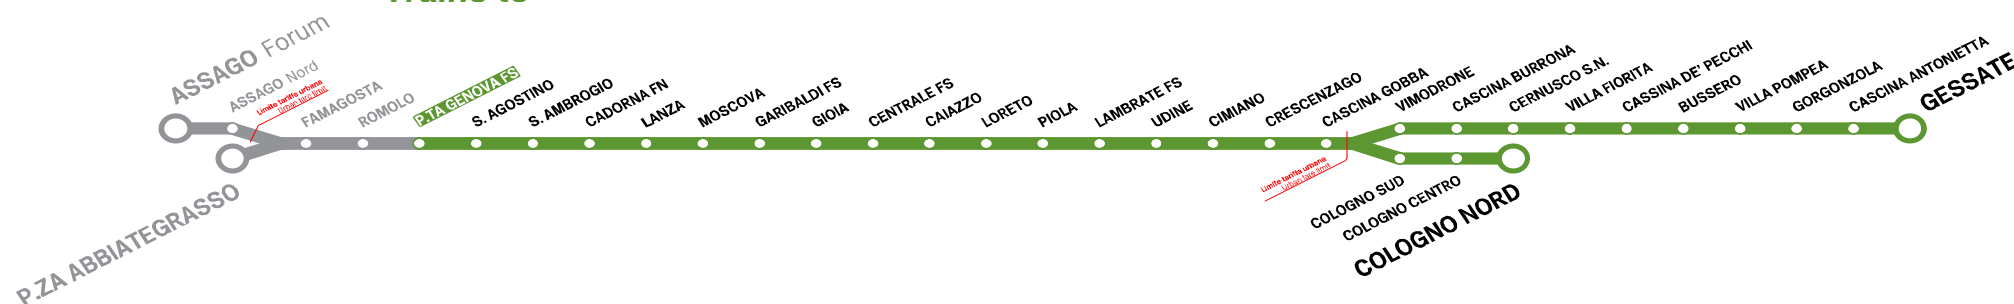 ASSAGO Forum
ASSAGO Nord
Limite tariffa urbana
Urban fare limit
P.ZA ABBIATEGRASSO
FAMAGOSTA
ROMOLO
P.TA GENOVA FS
S. AGOSTINO
S. AMBROGIO
CADORNA FN
LANZA
MOSCOVA
GARIBALDI FS
GIOIA
CENTRALE FS
CAIAZZO
LORETO
PIOLA
LAMBRATE FS
UDINE
CIMIANO
CRESCENZAGO
CASCINA GOBBA
Limite tariffa urbana
Urban fare limit
VIMODRONE
CASCINA BURRONA
CERNUSCO S.N.
VILLA FIORITA
CASSINA DE' PECCHI
BUSSERO
VILLA POMPEA
GORGONZOLA
CASCINA ANTONIETTA
GESSATE
COLOGNO SUD
COLOGNO CENTRO
COLOGNO NORD